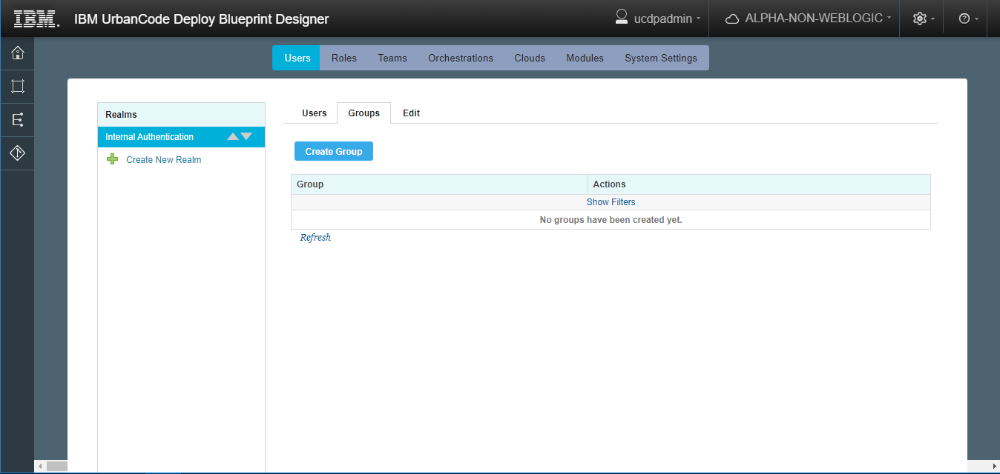 IBM. IBM UrbanCode Deploy Blueprint Designer ucdpadmin ALPHA-NON-WEBLOGIC ?
Users Roles Teams Orchestrations Clouds Modules System Settings
Realms
Internal Authentication
Create New Realm
Users Groups Edit
Create Group
Group Actions
Show Filters
No groups have been created yet.
Refresh